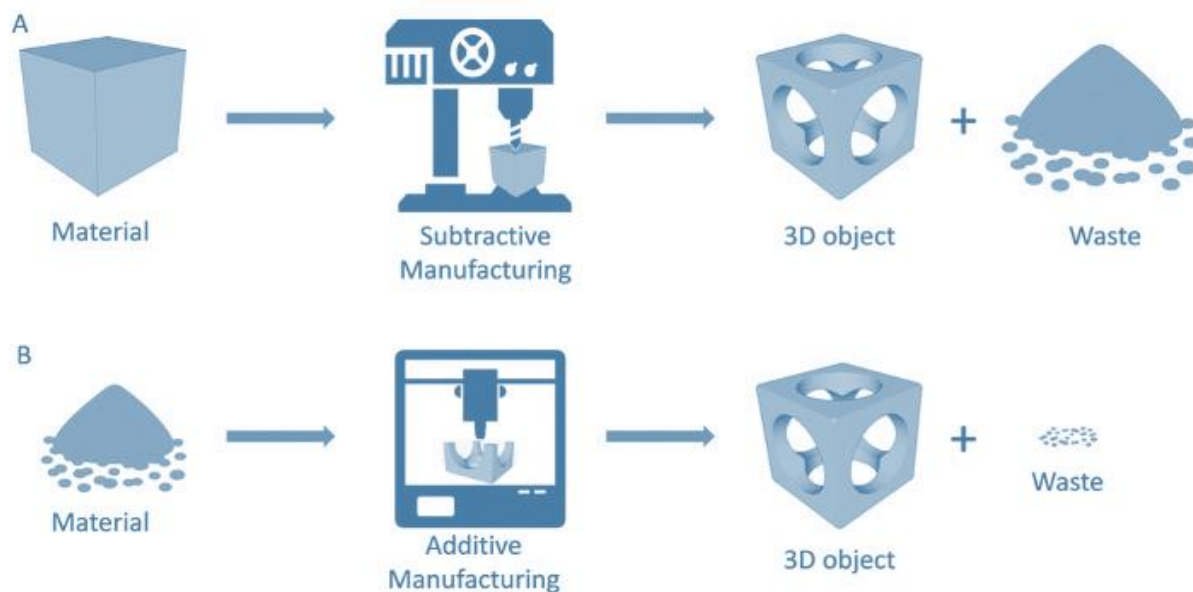 A
Material
Subtractive
Manufacturing
3D object
+
Waste
B
Material
Additive
Manufacturing
3D object
+
Waste